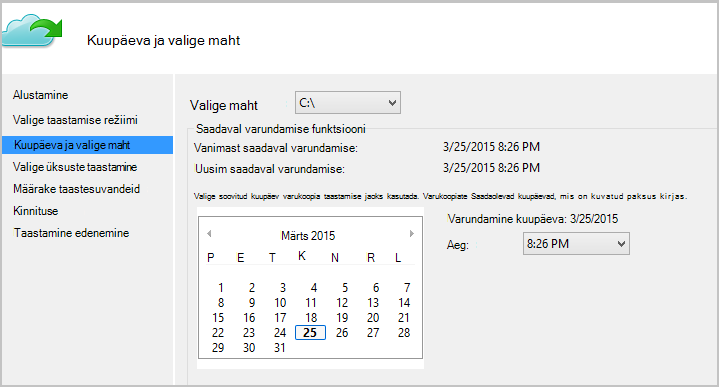 Kuupäeva ja valige maht
Alustamine
Valige taastamise režiimi
Kuupäeva ja valige maht
Valige üksuste taastamine
Määrake taastesuvandeid
Kinnituse
Taastamine edenemine
Valige maht C:\
Saadaval varundamise funktsiooni
Vanimast saadaval varundamise: 3/25/2015 8:26 PM
Uusim saadaval varundamise: 3/25/2015 8:26 PM
Valige soovitud kuupäev varukoopia taastamise jaoks kasutada. Varukoopiate Saadaolevad kuupäevad, mis on kuvatud paksus kirjas.
Märts 2015
P E T K N R L
1 2 3 4 5 6 7
8 9 10 11 12 13 14
15 16 17 18 19 20 21
22 23 24 25 26 27 28
29 30 31
Varundamine kuupäeva: 3/25/2015
Aeg: 8:26 PM